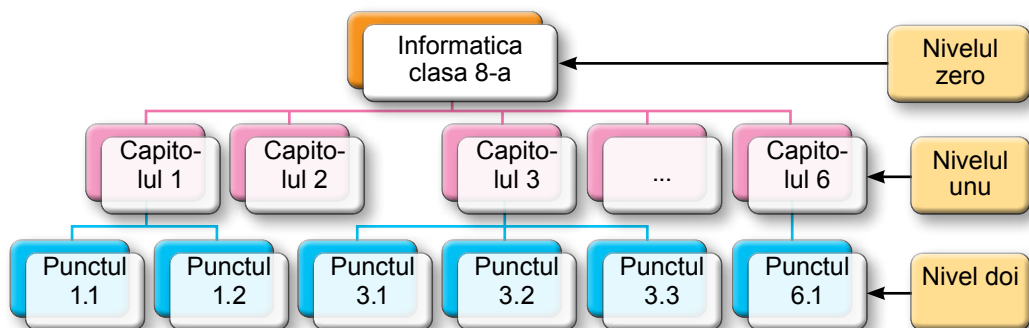 Informatica
clasa 8-a
Nivelul
zero
Capito-
lul 1
Capito-
lul 2
Capito-
lul 3
...
Capito-
lul 6
Nivelul
unu
Punctul
1.1
Punctul
1.2
Punctul
3.1
Punctul
3.2
Punctul
3.3
Punctul
6.1
Nivel doi